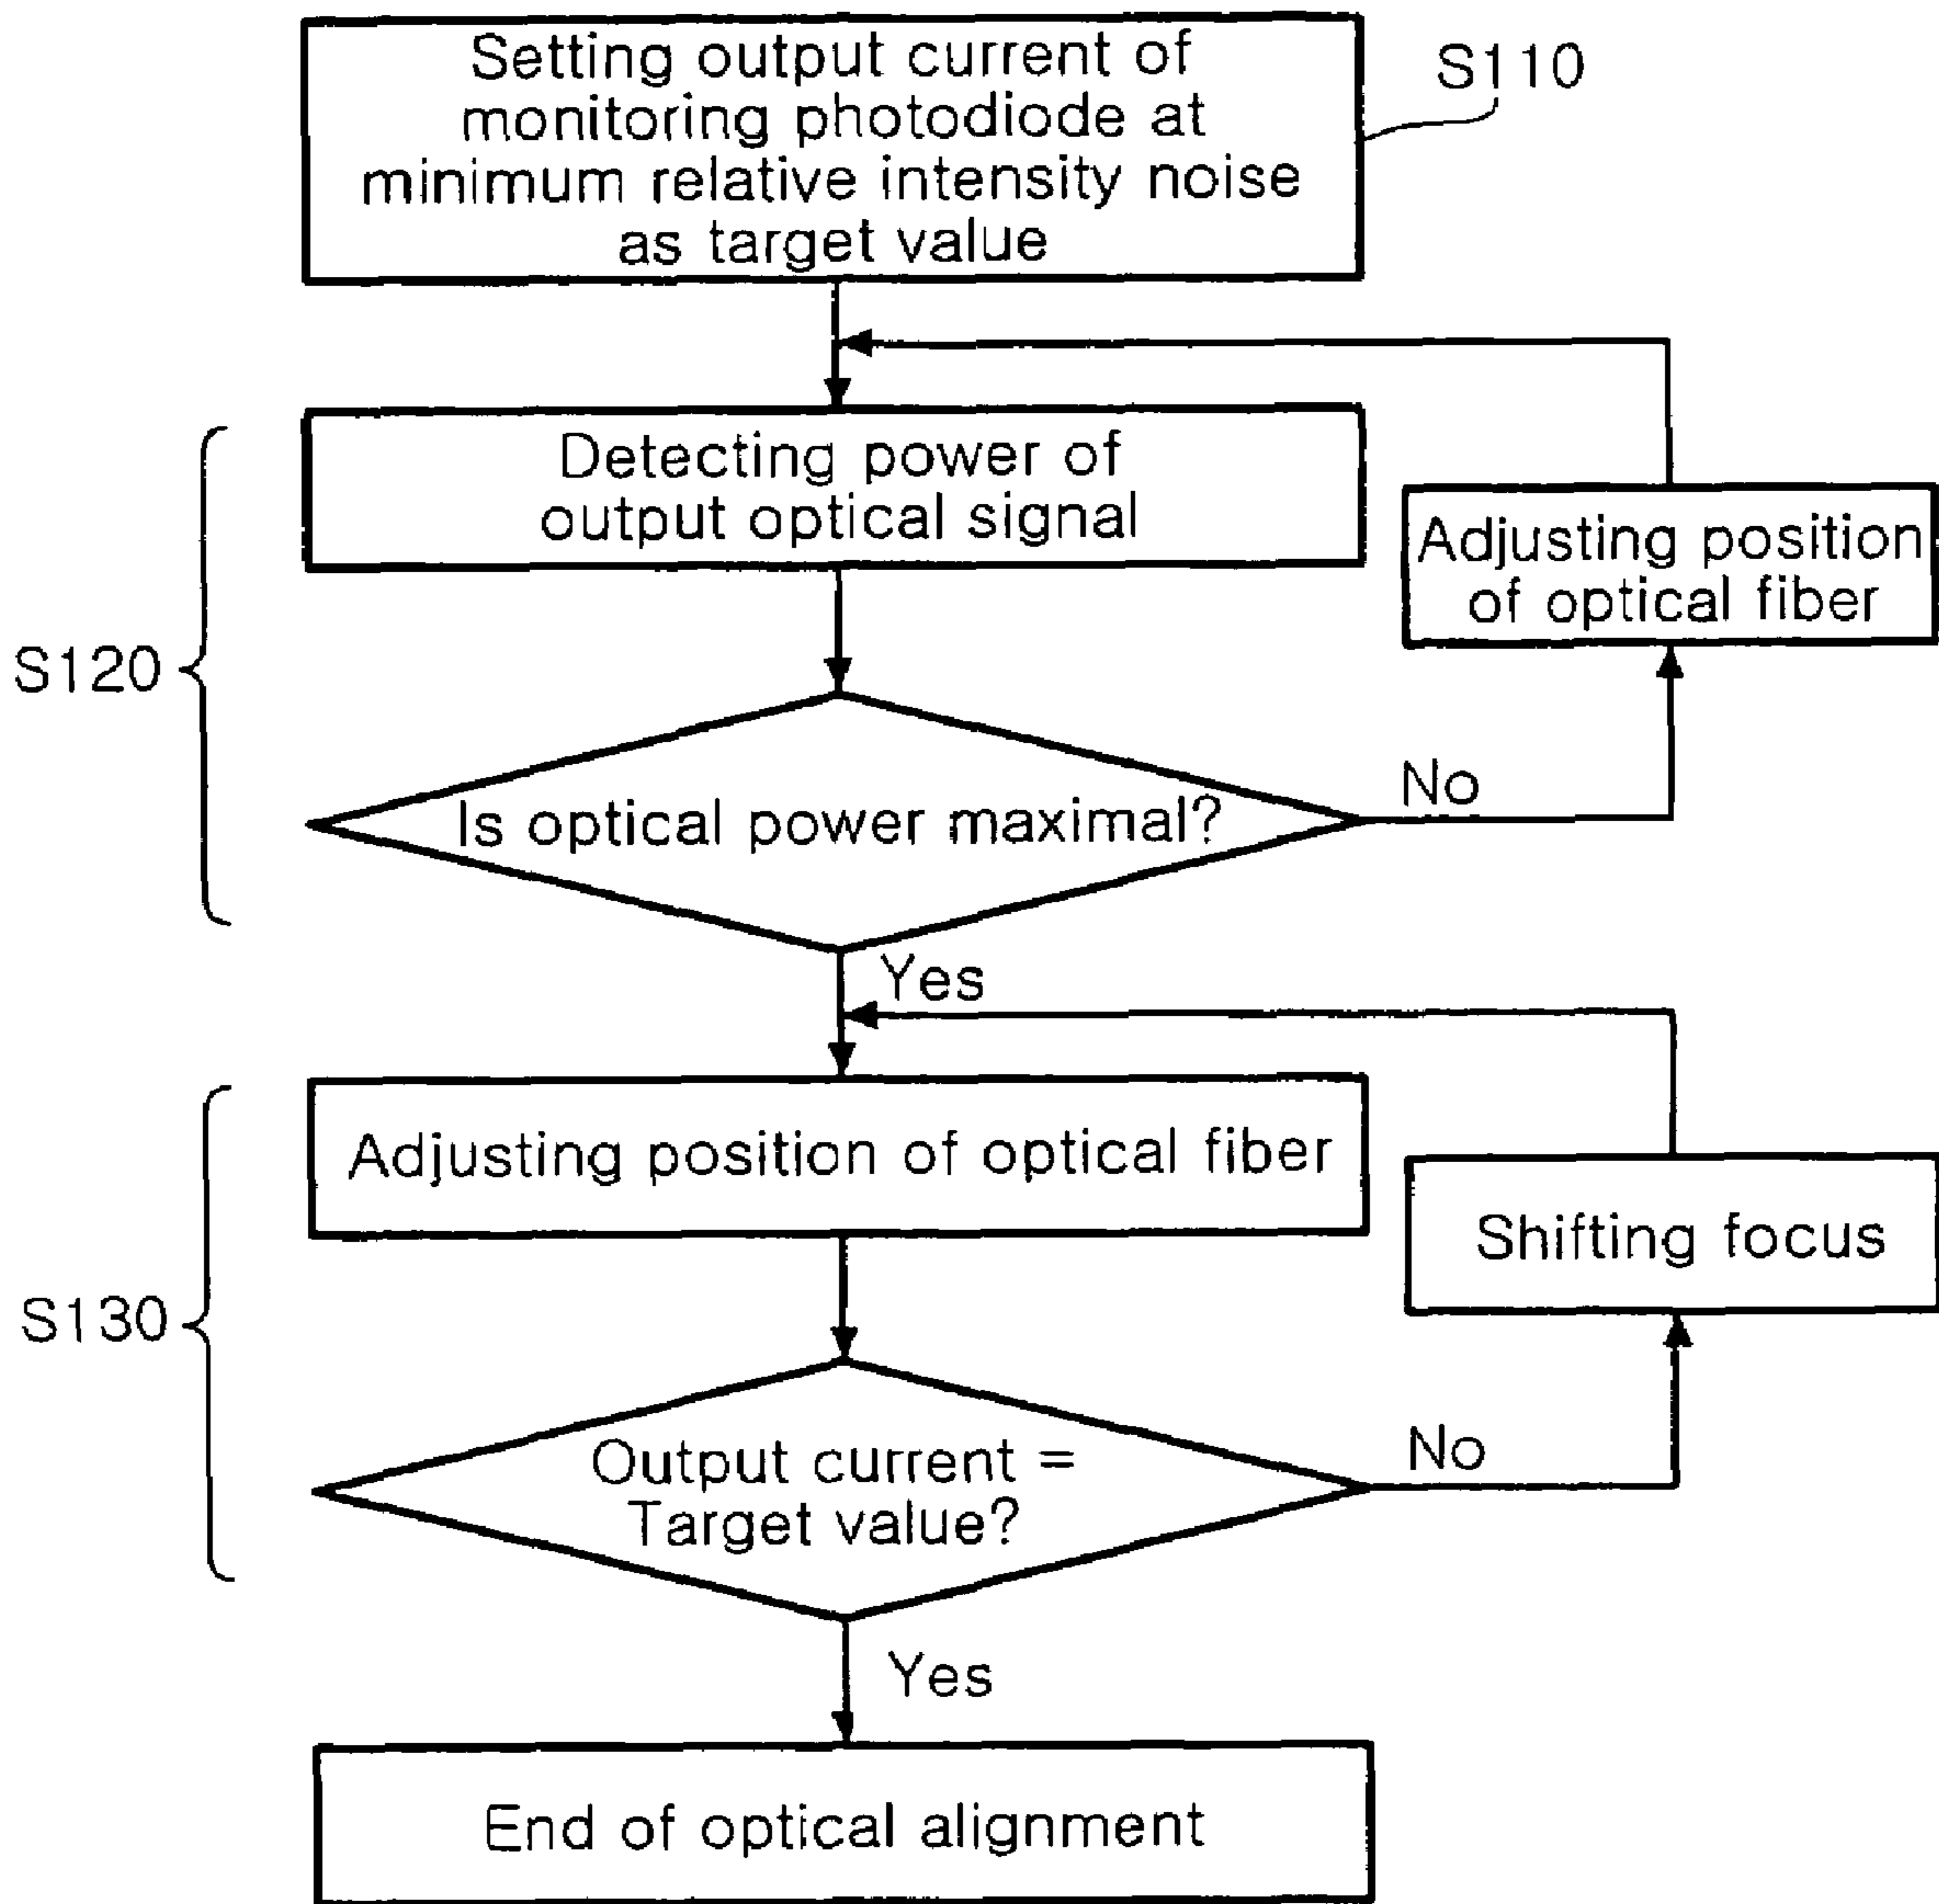 Setting output current of
monitoring photodiode at
minimum relative intensity noise
as target value
S110
Detecting power of
output optical signal
Adjusting position
of optical fiber
S120
Is optical power maximal?
No
Yes
Adjusting position of optical fiber
Shifting focus
S130
Output current =
Target value?
No
Yes
End of optical alignment